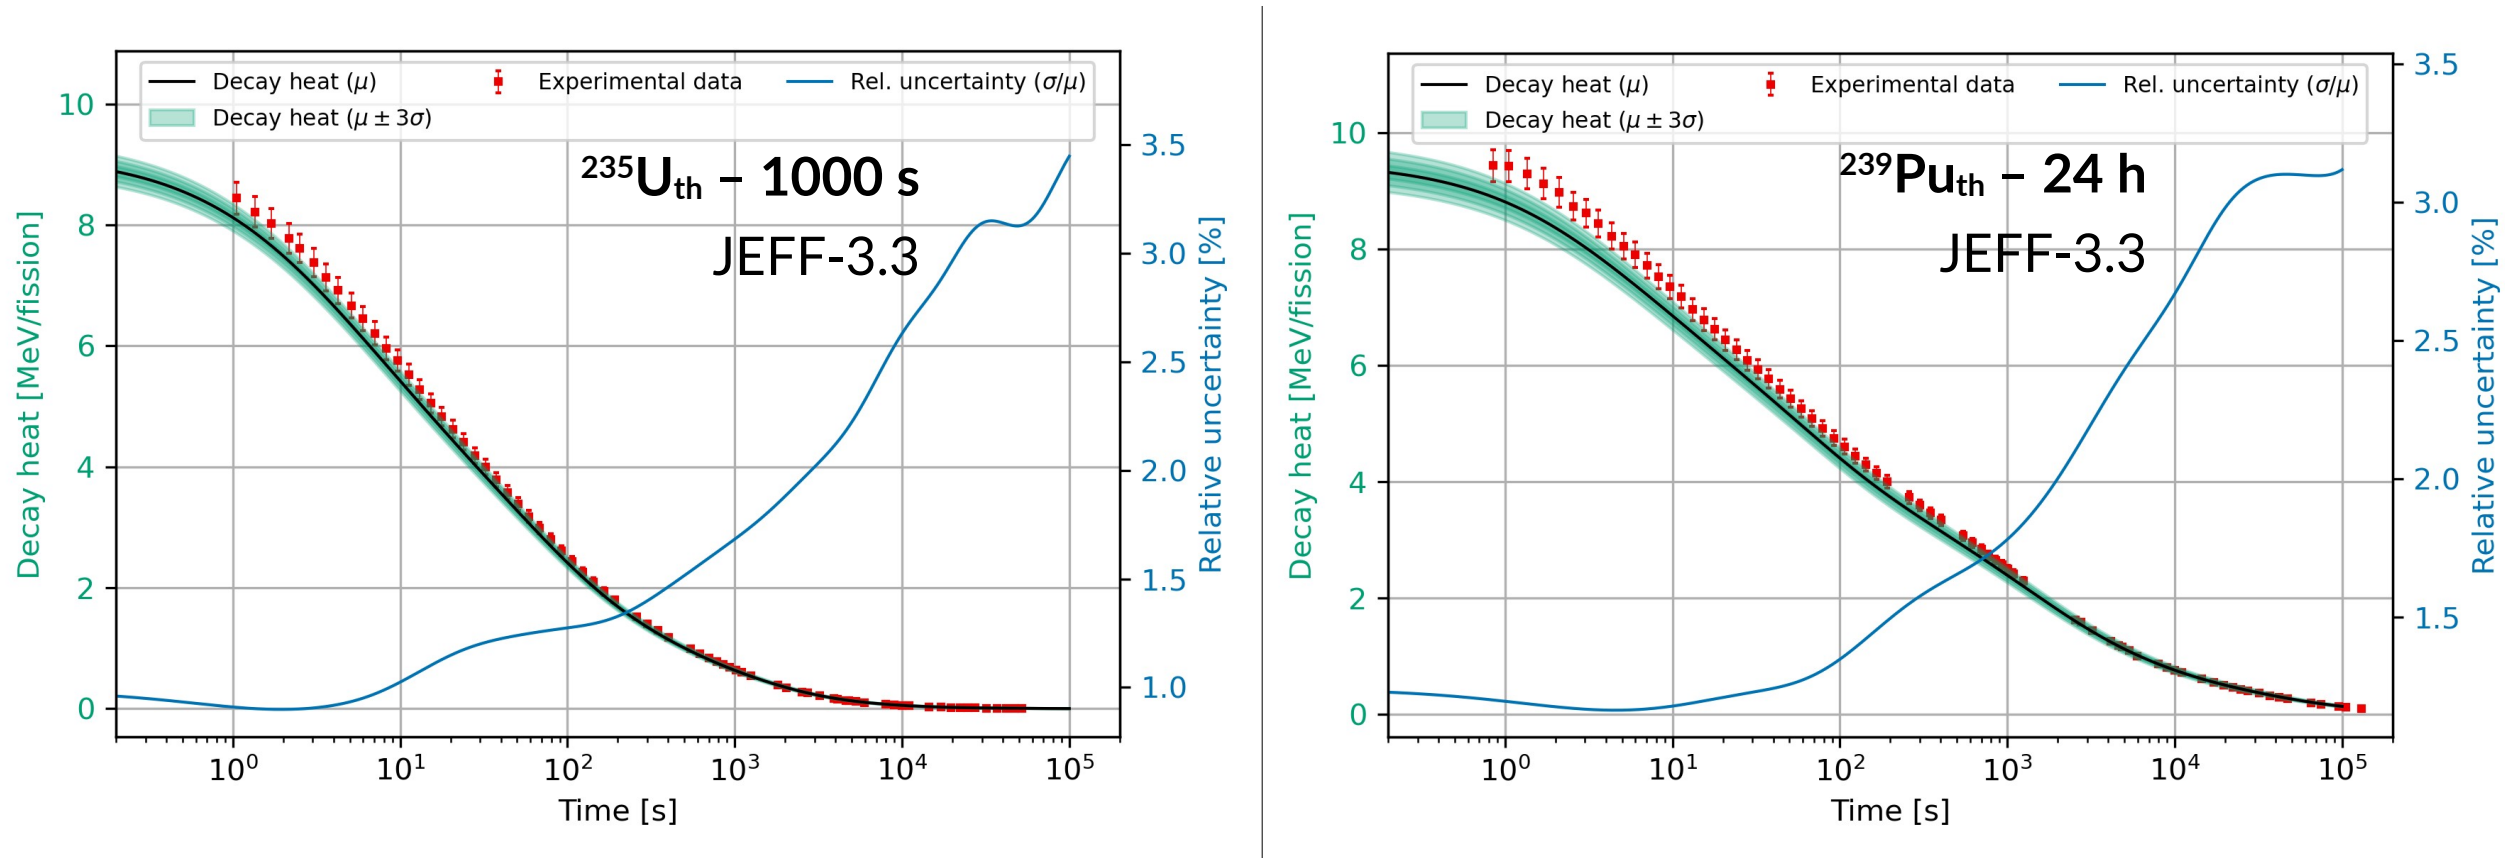 Decay heat (μ)
Decay heat (μ ± 3σ)
Experimental data
Rel. uncertainty (σ/μ)
²³⁵Uₜₕ – 1000 s
JEFF-3.3
Decay heat [MeV/fission]
10
8
6
4
2
0
3.5
3.0
2.5
2.0
1.5
1.0
Relative uncertainty [%]
10⁰ 10¹ 10² 10³ 10⁴ 10⁵
Time [s]
Decay heat (μ)
Decay heat (μ ± 3σ)
Experimental data
Rel. uncertainty (σ/μ)
²³⁹Puₜₕ – 24 h
JEFF-3.3
Decay heat [MeV/fission]
10
8
6
4
2
0
3.5
3.0
2.5
2.0
1.5
Relative uncertainty [%]
10⁰ 10¹ 10² 10³ 10⁴ 10⁵
Time [s]